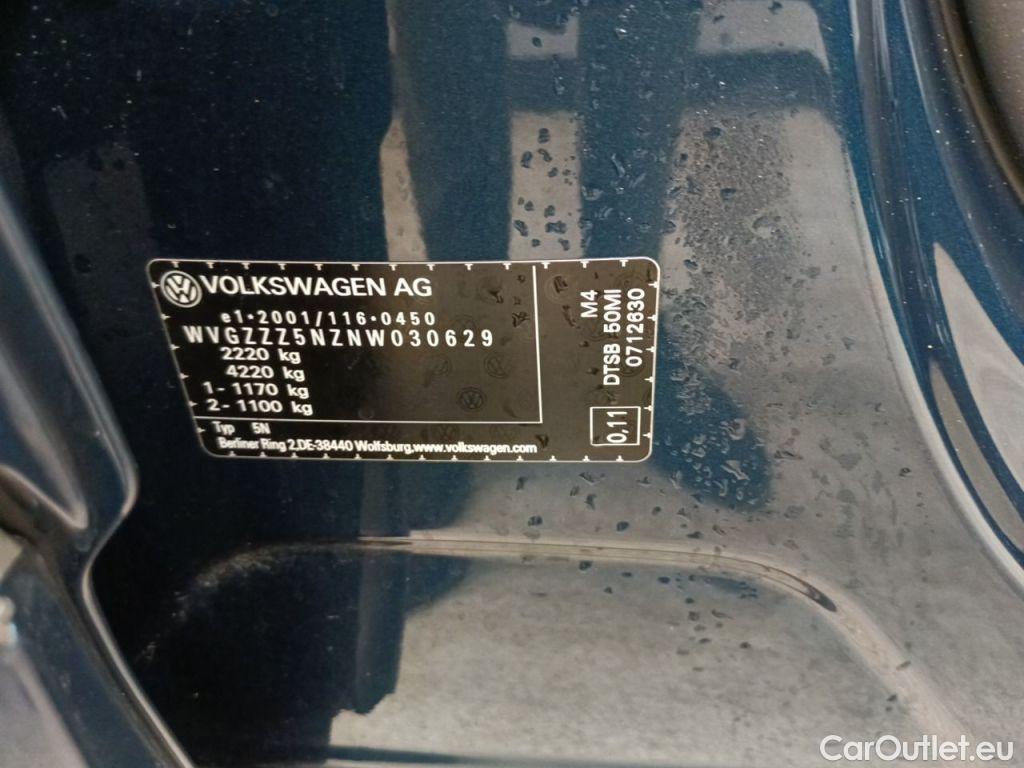 VOLKSWAGEN AG
e1•2001/116•0450
WVGZZZ5NZNW030629
2220 kg
4220 kg
1 - 1170 kg
2 - 1100 kg
Typ 5N
Berliner Ring 2,DE-38440 Wolfsburg,www.volkswagen.com
M4
DTSB 50MI
0712630
0,11
CarOutlet.eu